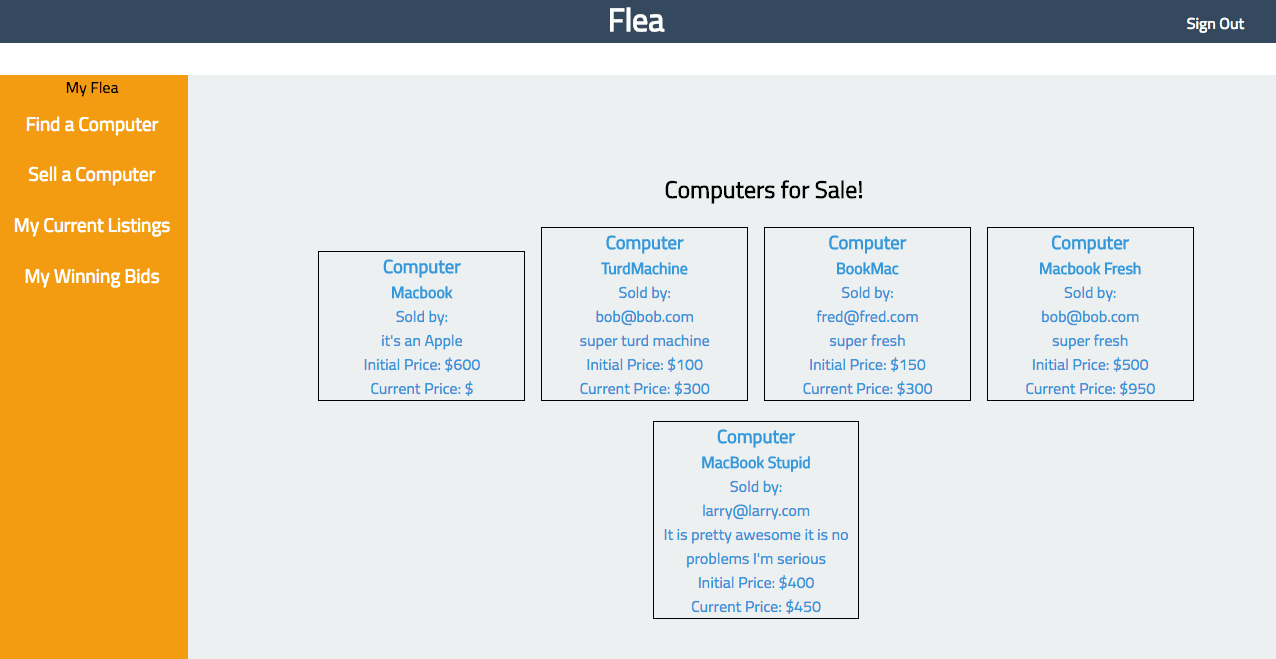 Flea
Sign Out
My Flea
Find a Computer
Sell a Computer
My Current Listings
My Winning Bids
Computers for Sale!
Computer
Macbook
Sold by:
it's an Apple
Initial Price: $600
Current Price: $
Computer
TurdMachine
Sold by:
bob@bob.com
super turd machine
Initial Price: $100
Current Price: $300
Computer
BookMac
Sold by:
fred@fred.com
super fresh
Initial Price: $150
Current Price: $300
Computer
Macbook Fresh
Sold by:
bob@bob.com
super fresh
Initial Price: $500
Current Price: $950
Computer
MacBook Stupid
Sold by:
larry@larry.com
It is pretty awesome it is no
problems I'm serious
Initial Price: $400
Current Price: $450